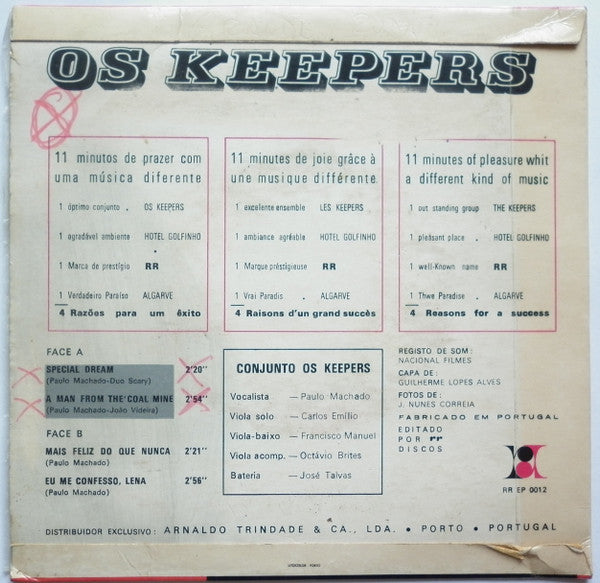 OS KEEPERS
11 minutos de prazer com
uma música diferente
1 óptimo conjunto . OS KEEPERS
1 agradável ambiente HOTEL GOLFINHO
1 Marca de prestígio RR
1 Verdadeiro Paraíso ALGARVE
4 Razões para um êxito
11 minutes de joie grâce à
une musique différente
1 excelente ensemble LES KEEPERS
1 ambiance agréable HOTEL GOLFINHO
1 Marque préstigieuse RR
1 Vrai Paradis . ALGARVE
4 Raisons d'un grand succès
11 minutes of pleasure whit
a different kind of music
1 out standing group THE KEEPERS
1 pleasant place . HOTEL GOLFINHO
1 well-Known name RR
1 Thwe Paradise . ALGARVE
4 Reasons for a success
FACE A
SPECIAL DREAM 2'20"
(Paulo Machado-Duo Scary)
A MAN FROM THE COAL MINE 2'54"
(Paulo Machado-João Videira)
FACE B
MAIS FELIZ DO QUE NUNCA 2'21"
(Paulo Machado)
EU ME CONFESSO, LENA 2'56"
(Paulo Machado)
CONJUNTO OS KEEPERS
Vocalista — Paulo Machado
Viola solo — Carlos Emílio
Viola-baixo — Francisco Manuel
Viola acomp. — Octávio Brites
Bateria — José Talvas
REGISTO DE SOM:
NACIONAL FILMES
CAPA DE:
GUILHERME LOPES ALVES
FOTOS DE:
J. NUNES CORREIA
FABRICADO EM PORTUGAL
EDITADO
POR rr
DISCOS
RR EP 0012
DISTRIBUIDOR EXCLUSIVO: ARNALDO TRINDADE & CA., LDA. • PORTO • PORTUGAL